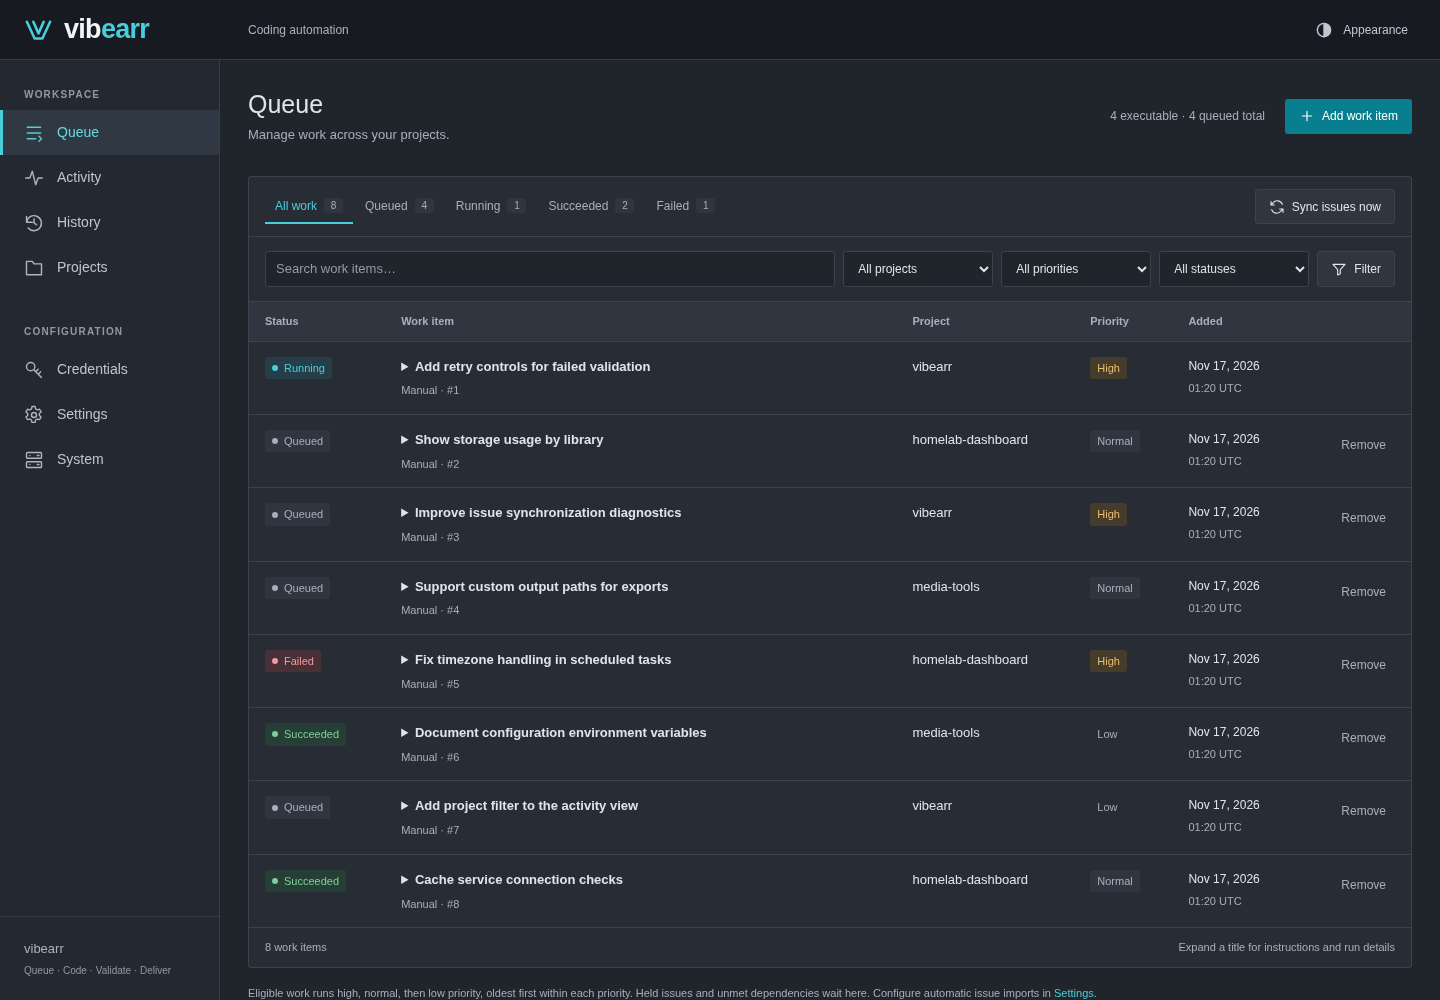 vibearr
Coding automation
Appearance
WORKSPACE
Queue
Activity
History
Projects
CONFIGURATION
Credentials
Settings
System
vibearr
Queue · Code · Validate · Deliver
Queue
Manage work across your projects.
4 executable · 4 queued total
Add work item
All work 8 Queued 4 Running 1 Succeeded 2 Failed 1
Sync issues now
Search work items…
All projects
All priorities
All statuses
Filter
Status Work item Project Priority Added
Running Add retry controls for failed validation vibearr High Nov 17, 2026
Manual · #1 01:20 UTC
Queued Show storage usage by library homelab-dashboard Normal Nov 17, 2026 Remove
Manual · #2 01:20 UTC
Queued Improve issue synchronization diagnostics vibearr High Nov 17, 2026 Remove
Manual · #3 01:20 UTC
Queued Support custom output paths for exports media-tools Normal Nov 17, 2026 Remove
Manual · #4 01:20 UTC
Failed Fix timezone handling in scheduled tasks homelab-dashboard High Nov 17, 2026 Remove
Manual · #5 01:20 UTC
Succeeded Document configuration environment variables media-tools Low Nov 17, 2026 Remove
Manual · #6 01:20 UTC
Queued Add project filter to the activity view vibearr Low Nov 17, 2026 Remove
Manual · #7 01:20 UTC
Succeeded Cache service connection checks homelab-dashboard Normal Nov 17, 2026 Remove
Manual · #8 01:20 UTC
8 work items Expand a title for instructions and run details
Eligible work runs high, normal, then low priority, oldest first within each priority. Held issues and unmet dependencies wait here. Configure automatic issue imports in Settings.